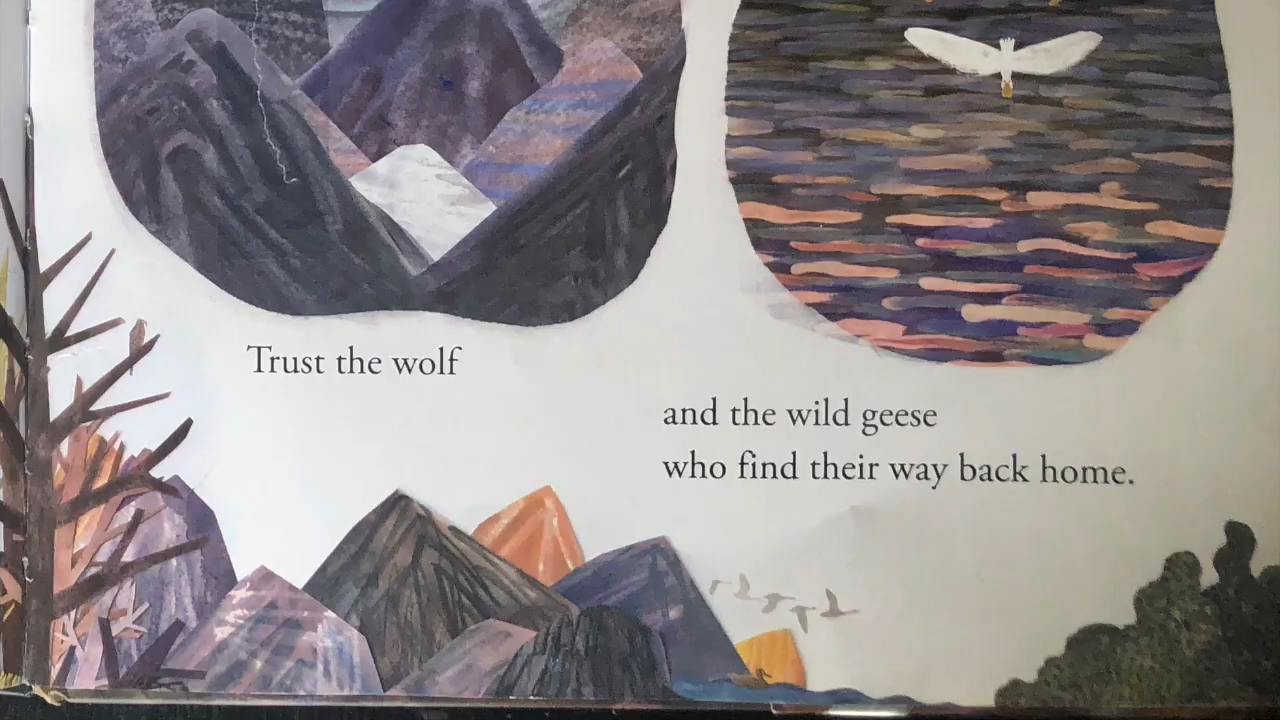 Trust the wolf
and the wild geese
who find their way back home.